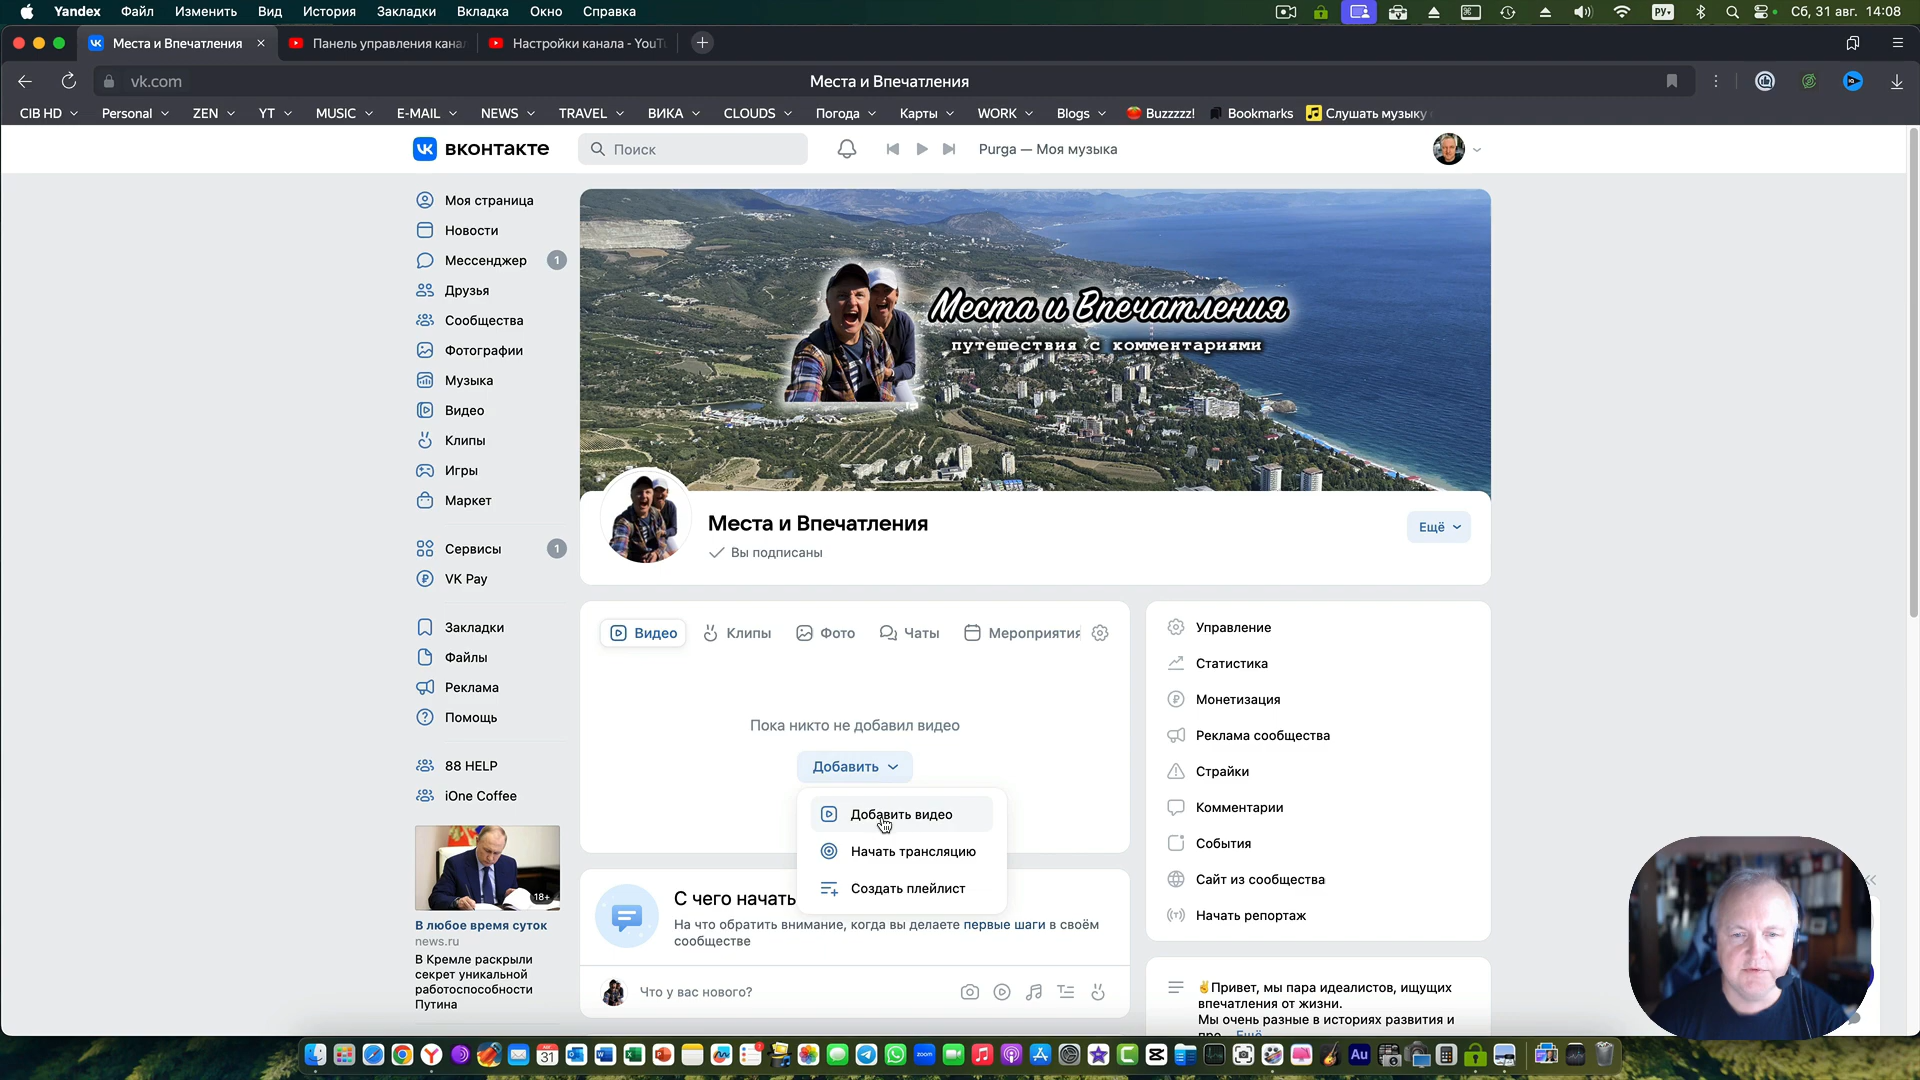 Yandex Файл Изменить Вид История Закладки Вкладка Окно Справка РУ Сб, 31 авг. 14:08
Места и Впечатления Панель управления кана Настройки канала - YouT
vk.com Места и Впечатления
CIB HD Personal ZEN YT MUSIC E-MAIL NEWS TRAVEL ВИКА CLOUDS Погода Карты WORK Blogs Buzzzzz! Bookmarks Слушать музыку
вконтакте Поиск Purga — Моя музыка
Моя страница
Новости
Мессенджер 1
Друзья
Сообщества
Фотографии
Музыка
Видео
Клипы
Игры
Маркет
Сервисы 1
VK Pay
Закладки
Файлы
Реклама
Помощь
88 HELP
iOne Coffee
18+
В любое время суток
news.ru
В Кремле раскрыли
секрет уникальной
работоспособности
Путина
Места и Впечатления
путешествия с комментариями
Места и Впечатления
Вы подписаны
Ещё
Видео Клипы Фото Чаты Мероприятия
Пока никто не добавил видео
Добавить
Добавить видео
Начать трансляцию
Создать плейлист
С чего начать
На что обратить внимание, когда вы делаете первые шаги в своём
сообществе
Что у вас нового?
Управление
Статистика
Монетизация
Реклама сообщества
Страйки
Комментарии
События
Сайт из сообщества
Начать репортаж
Привет, мы пара идеалистов, ищущих
впечатления от жизни.
Мы очень разные в историях развития и
про... Ещё
31 zoom Au